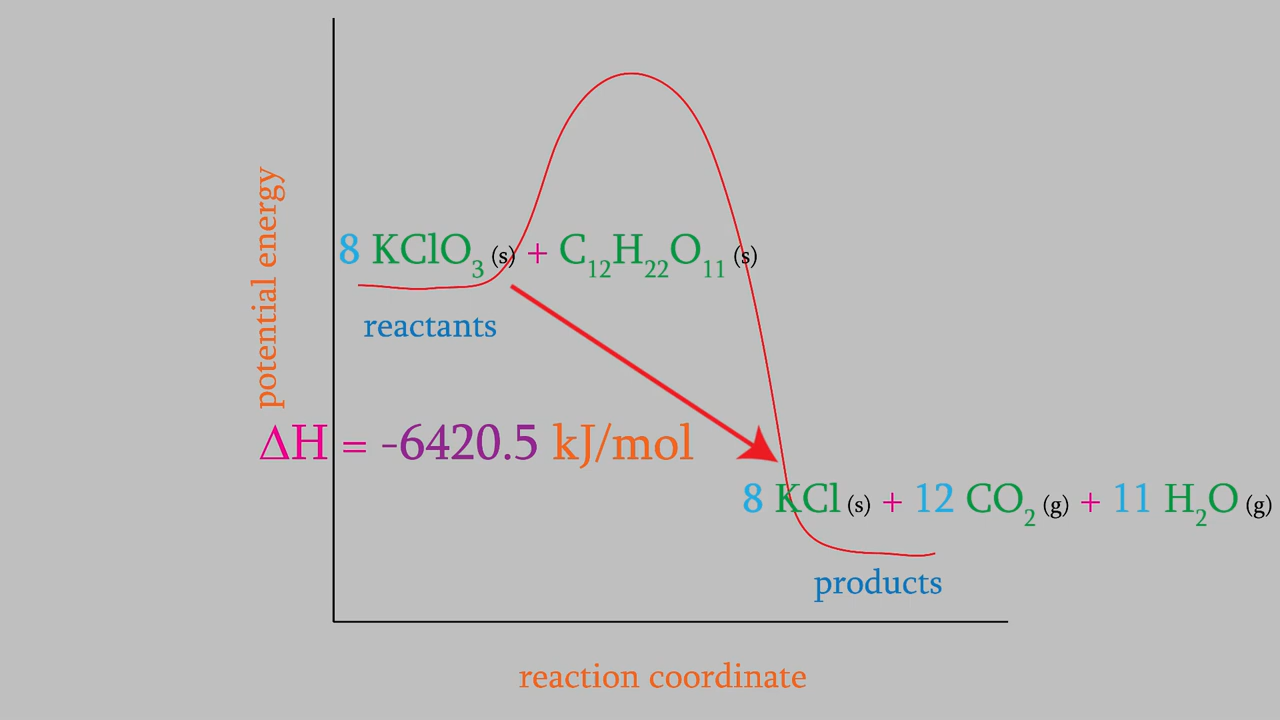 potential energy
8 KClO₃ (s) + C₁₂H₂₂O₁₁ (s)
reactants
ΔH = -6420.5 kJ/mol
8 KCl (s) + 12 CO₂ (g) + 11 H₂O (g)
products
reaction coordinate